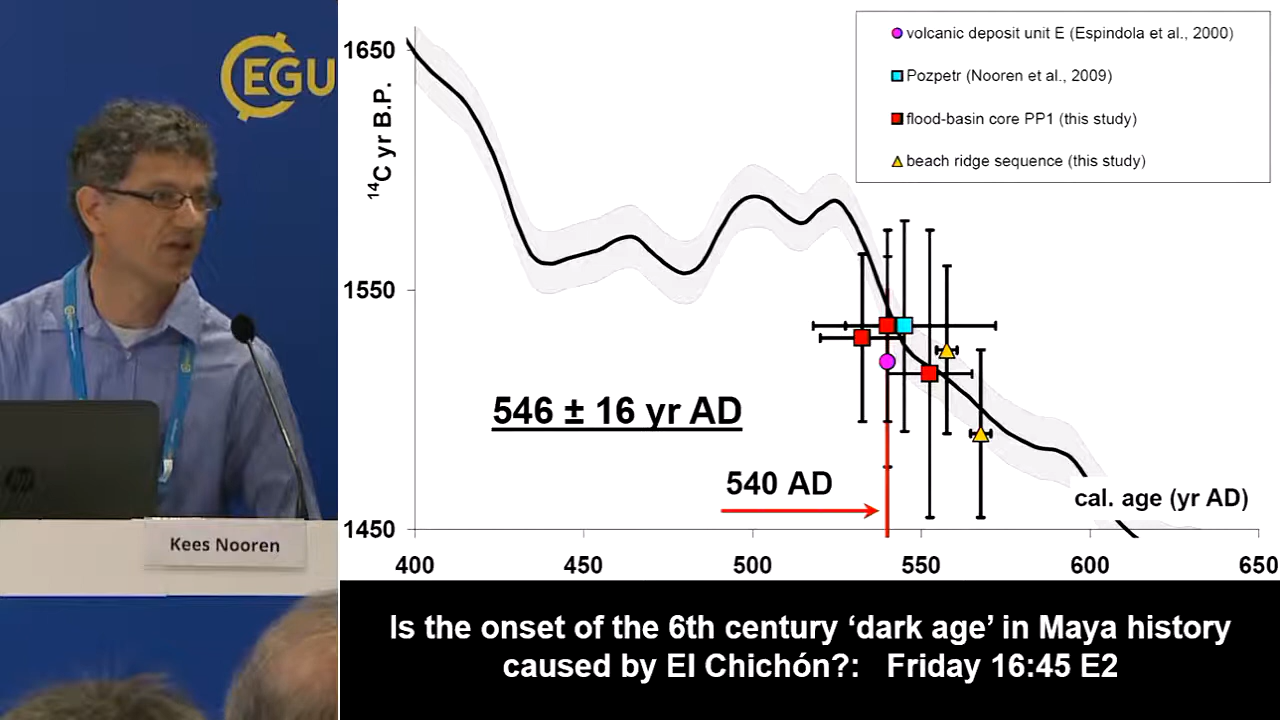 EGU
Kees Nooren
hp
1650
1550
1450
¹⁴C yr B.P.
volcanic deposit unit E (Espindola et al., 2000)
Pozpetr (Nooren et al., 2009)
flood-basin core PP1 (this study)
beach ridge sequence (this study)
546 ± 16 yr AD
540 AD
cal. age (yr AD)
400 450 500 550 600 650
Is the onset of the 6th century ‘dark age’ in Maya history
caused by El Chichón?: Friday 16:45 E2